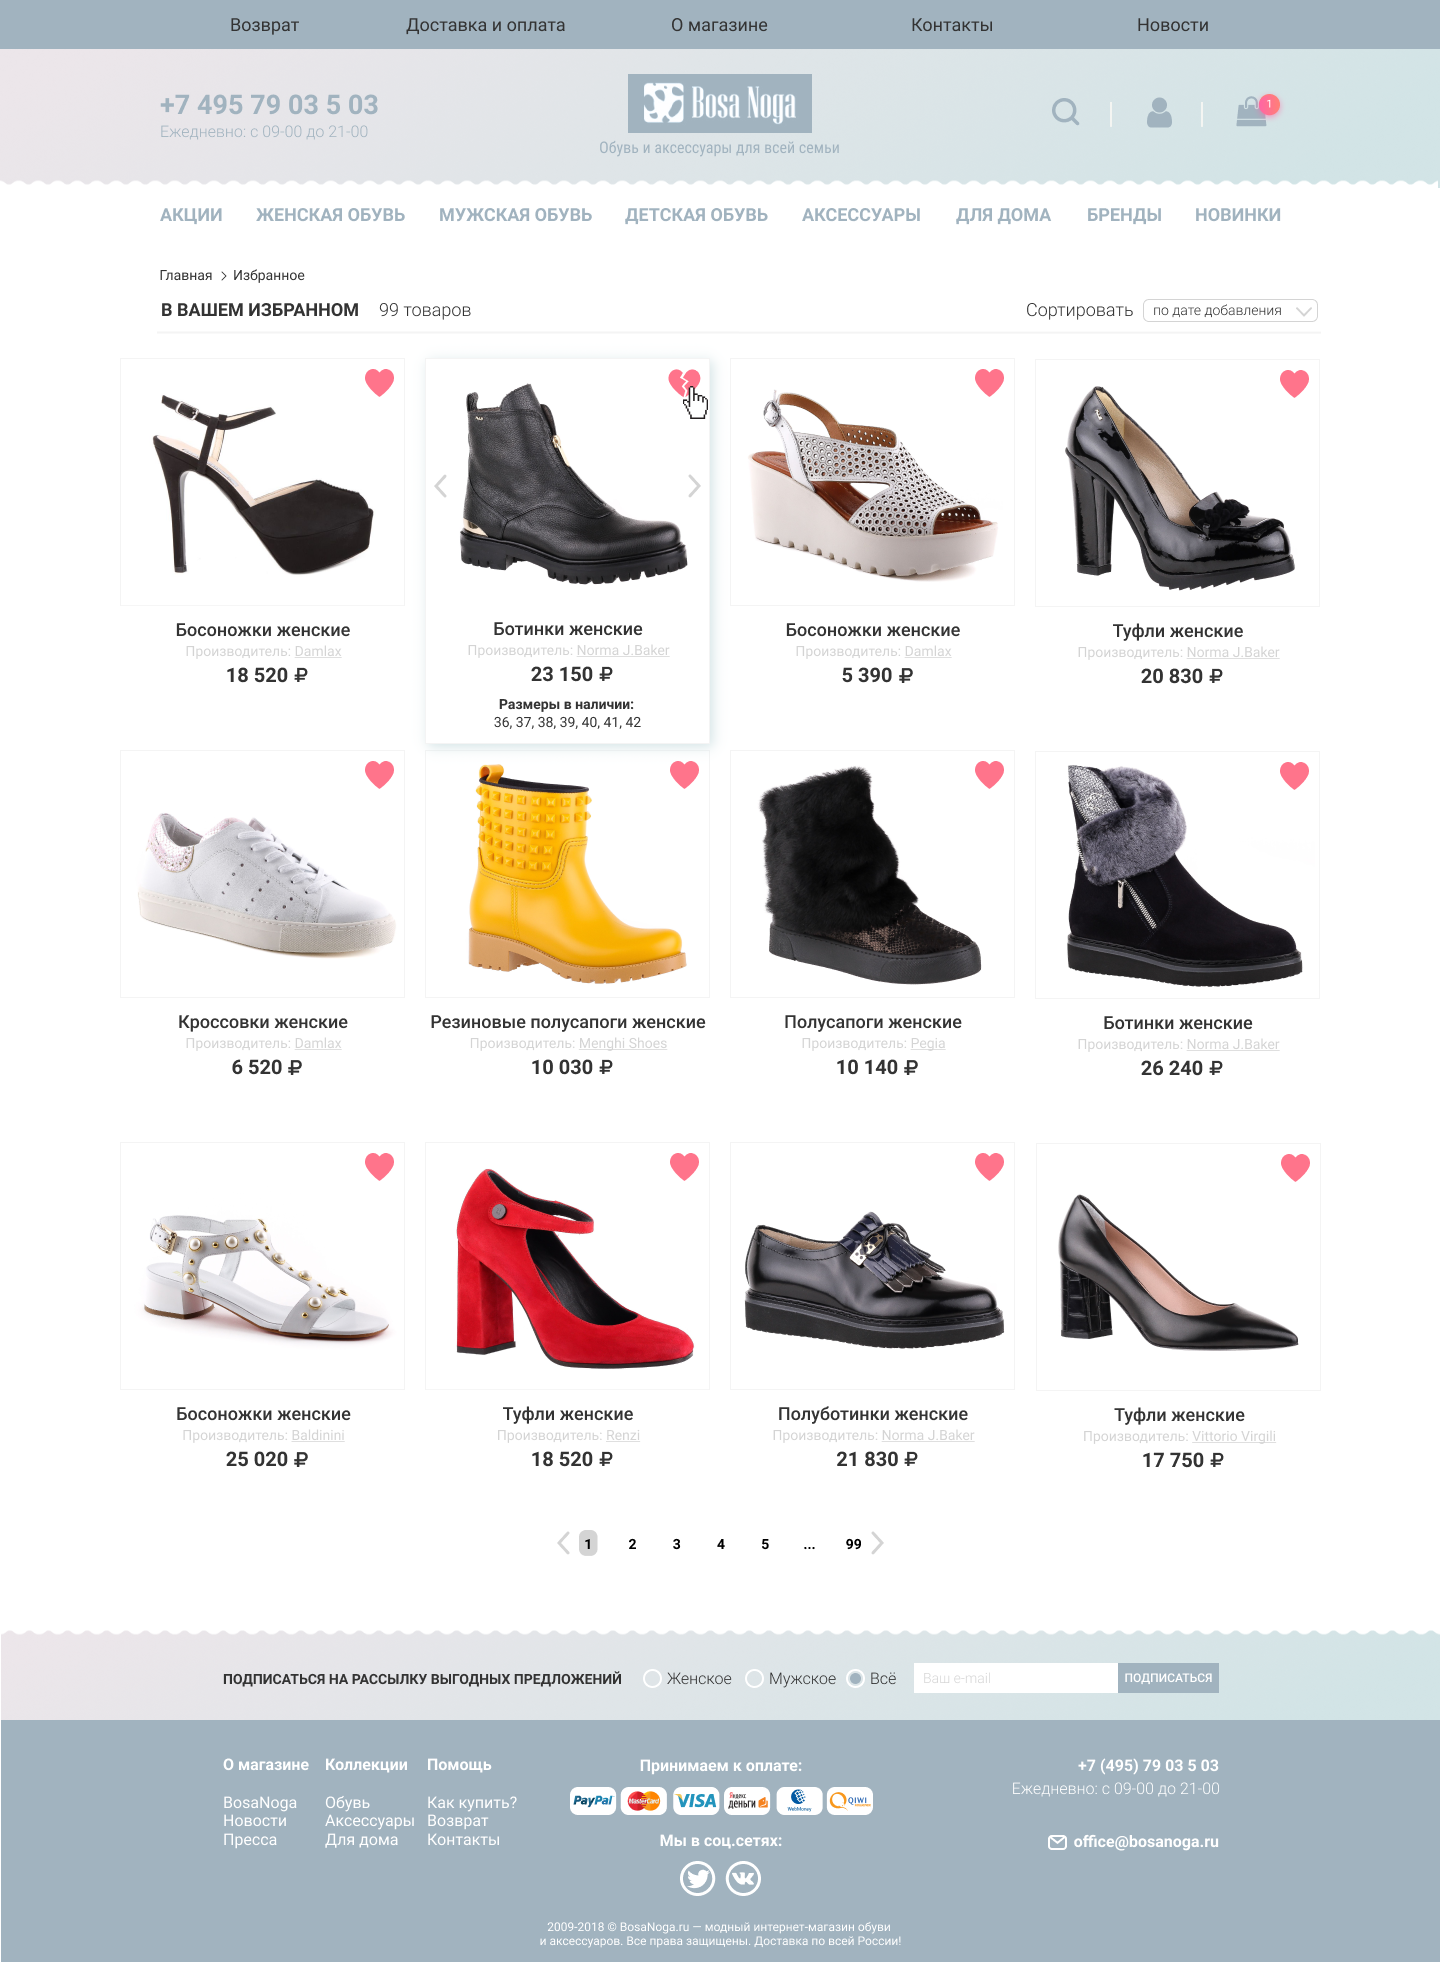 Возврат Доставка и оплата О магазине Контакты Новости
+7 495 79 03 5 03
Ежедневно: с 09-00 до 21-00
Bosa Noga
Обувь и аксессуары для всей семьи
1
АКЦИИ ЖЕНСКАЯ ОБУВЬ МУЖСКАЯ ОБУВЬ ДЕТСКАЯ ОБУВЬ АКСЕССУАРЫ ДЛЯ ДОМА БРЕНДЫ НОВИНКИ
Главная > Избранное
В ВАШЕМ ИЗБРАННОМ 99 товаров
Сортировать по дате добавления
Босоножки женские
Производитель: Damlax
18 520 ₽
Ботинки женские
Производитель: Norma J.Baker
23 150 ₽
Размеры в наличии:
36, 37, 38, 39, 40, 41, 42
Босоножки женские
Производитель: Damlax
5 390 ₽
Туфли женские
Производитель: Norma J.Baker
20 830 ₽
Кроссовки женские
Производитель: Damlax
6 520 ₽
Резиновые полусапоги женские
Производитель: Menghi Shoes
10 030 ₽
Полусапоги женские
Производитель: Pegia
10 140 ₽
Ботинки женские
Производитель: Norma J.Baker
26 240 ₽
Босоножки женские
Производитель: Baldinini
25 020 ₽
Туфли женские
Производитель: Renzi
18 520 ₽
Полуботинки женские
Производитель: Norma J.Baker
21 830 ₽
Туфли женские
Производитель: Vittorio Virgili
17 750 ₽
1 2 3 4 5 ... 99
ПОДПИСАТЬСЯ НА РАССЫЛКУ ВЫГОДНЫХ ПРЕДЛОЖЕНИЙ Женское Мужское Всё Ваш e-mail ПОДПИСАТЬСЯ
О магазине
BosaNoga
Новости
Пресса
Коллекции
Обувь
Аксессуары
Для дома
Помощь
Как купить?
Возврат
Контакты
Принимаем к оплате:
PayPal MasterCard VISA Яндекс деньги WebMoney QIWI
Мы в соц.сетях:
+7 (495) 79 03 5 03
Ежедневно: с 09-00 до 21-00
office@bosanoga.ru
2009-2018 © BosaNoga.ru — модный интернет-магазин обуви
и аксессуаров. Все права защищены. Доставка по всей России!